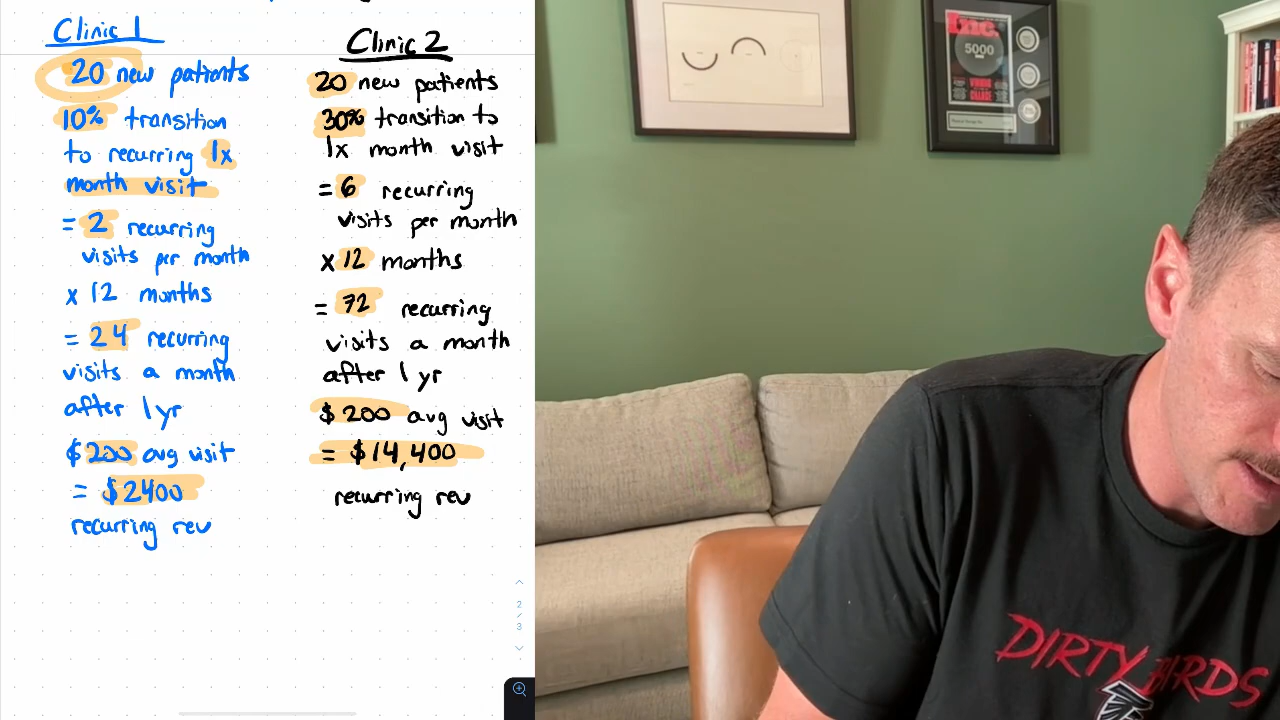 Clinic 1
20 new patients
10% transition
to recurring 1x
month visit
= 2 recurring
visits per month
x 12 months
= 24 recurring
visits a month
after 1 yr
$200 avg visit
= $2400
recurring rev
Clinic 2
20 new patients
30% transition to
1x month visit
= 6 recurring
visits per month
x 12 months
= 72 recurring
visits a month
after 1 yr
$200 avg visit
= $14,400
recurring rev
2
/
3
Inc.
5000
DIRTY BIRDS